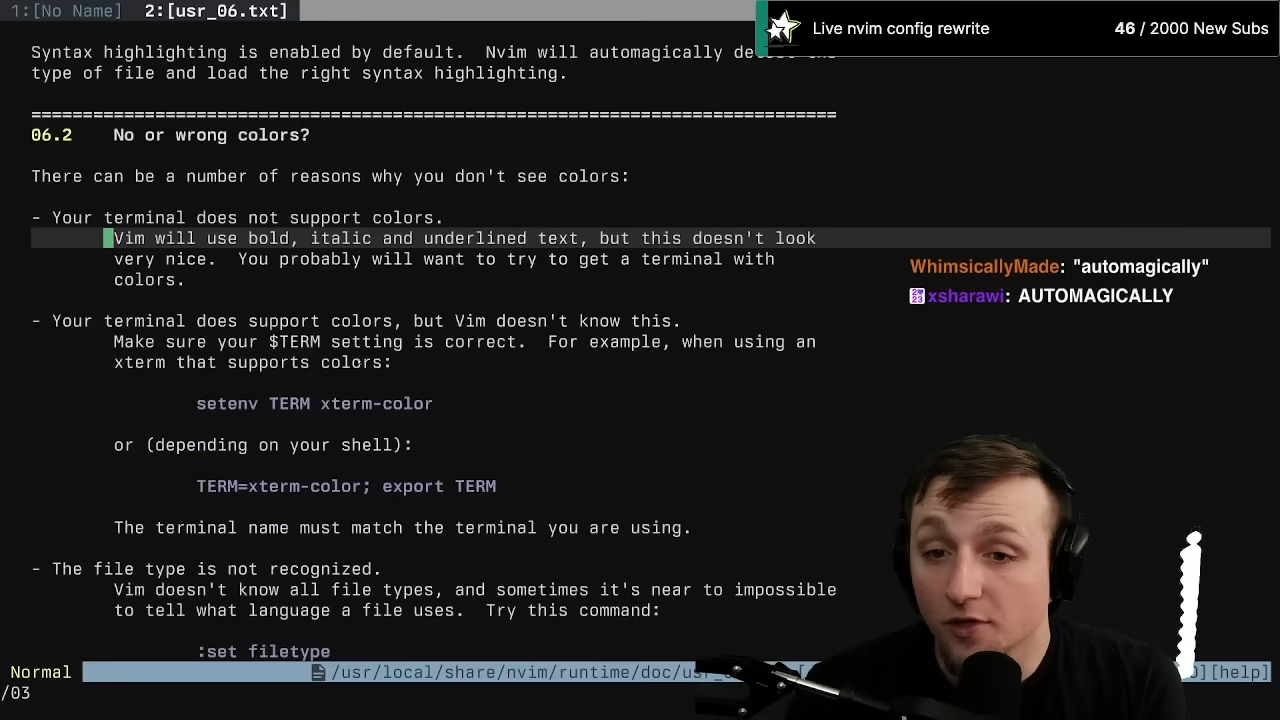 1:[No Name]  2:[usr_06.txt]
Live nvim config rewrite
46 / 2000 New Subs
Syntax highlighting is enabled by default.  Nvim will automagically
type of file and load the right syntax highlighting.
==============================================================================
06.2    No or wrong colors?
There can be a number of reasons why you don't see colors:
- Your terminal does not support colors.
Vim will use bold, italic and underlined text, but this doesn't look
very nice.  You probably will want to try to get a terminal with
colors.
WhimsicallyMade: "automagically"
xsharawi: AUTOMAGICALLY
- Your terminal does support colors, but Vim doesn't know this.
Make sure your $TERM setting is correct.  For example, when using an
xterm that supports colors:
setenv TERM xterm-color
or (depending on your shell):
TERM=xterm-color; export TERM
The terminal name must match the terminal you are using.
- The file type is not recognized.
Vim doesn't know all file types, and sometimes it's near to impossible
to tell what language a file uses.  Try this command:
:set filetype
Normal
/usr/local/share/nvim/runtime/doc/
[help]
/03